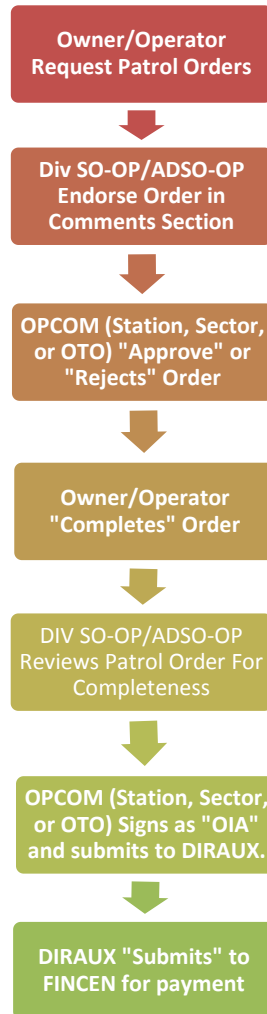 Owner/Operator
Request Patrol Orders
Div SO-OP/ADSO-OP
Endorse Order in
Comments Section
OPCOM (Station, Sector,
or OTO) "Approve" or
"Rejects" Order
Owner/Operator
"Completes" Order
DIV SO-OP/ADSO-OP
Reviews Patrol Order For
Completeness
OPCOM (Station, Sector,
or OTO) Signs as "OIA"
and submits to DIRAUX.
DIRAUX "Submits" to
FINCEN for payment